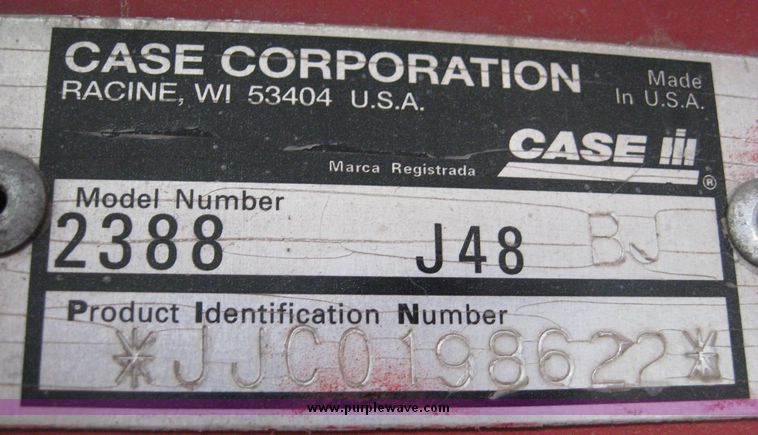 CASE CORPORATION
RACINE, WI 53404 U.S.A.
Made
In U.S.A.
Marca Registrada
CASE IH ®
Model Number
2388 J48 BJ
Product Identification Number
*JJC0198622*
www.purplewave.com